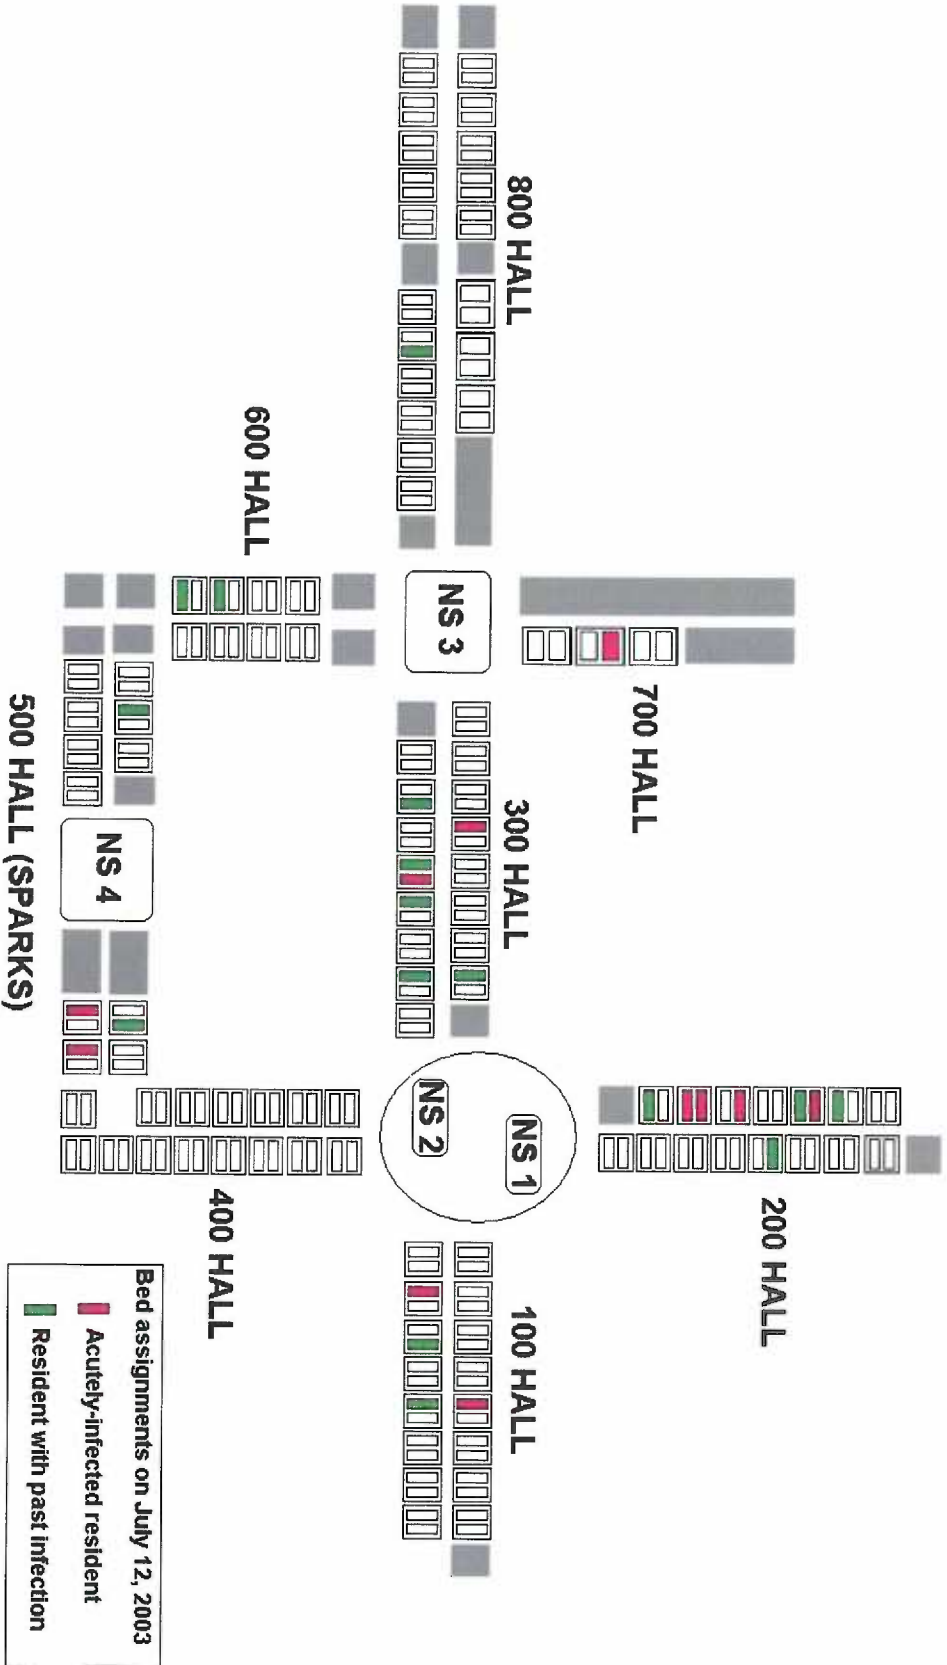 800 HALL
700 HALL
600 HALL
NS 3
300 HALL
200 HALL
NS 1
NS 2
100 HALL
400 HALL
NS 4
500 HALL (SPARKS)
Bed assignments on July 12, 2003
Acutely-infected resident
Resident with past infection